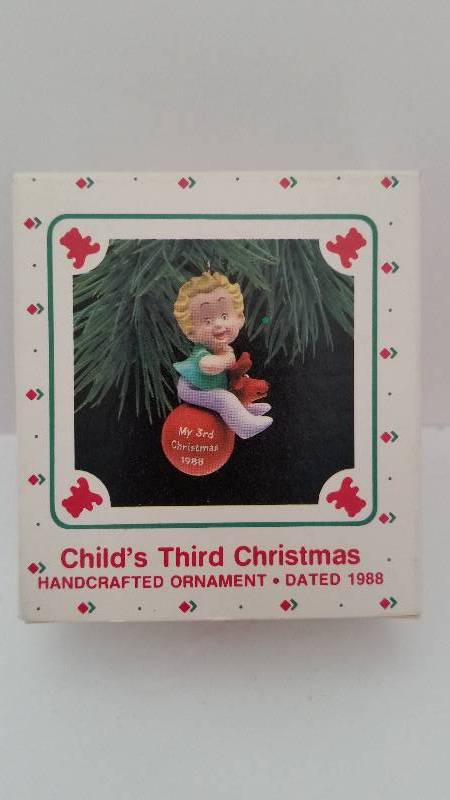 My 3rd
Christmas
1988
Child's Third Christmas
HANDCRAFTED ORNAMENT • DATED 1988